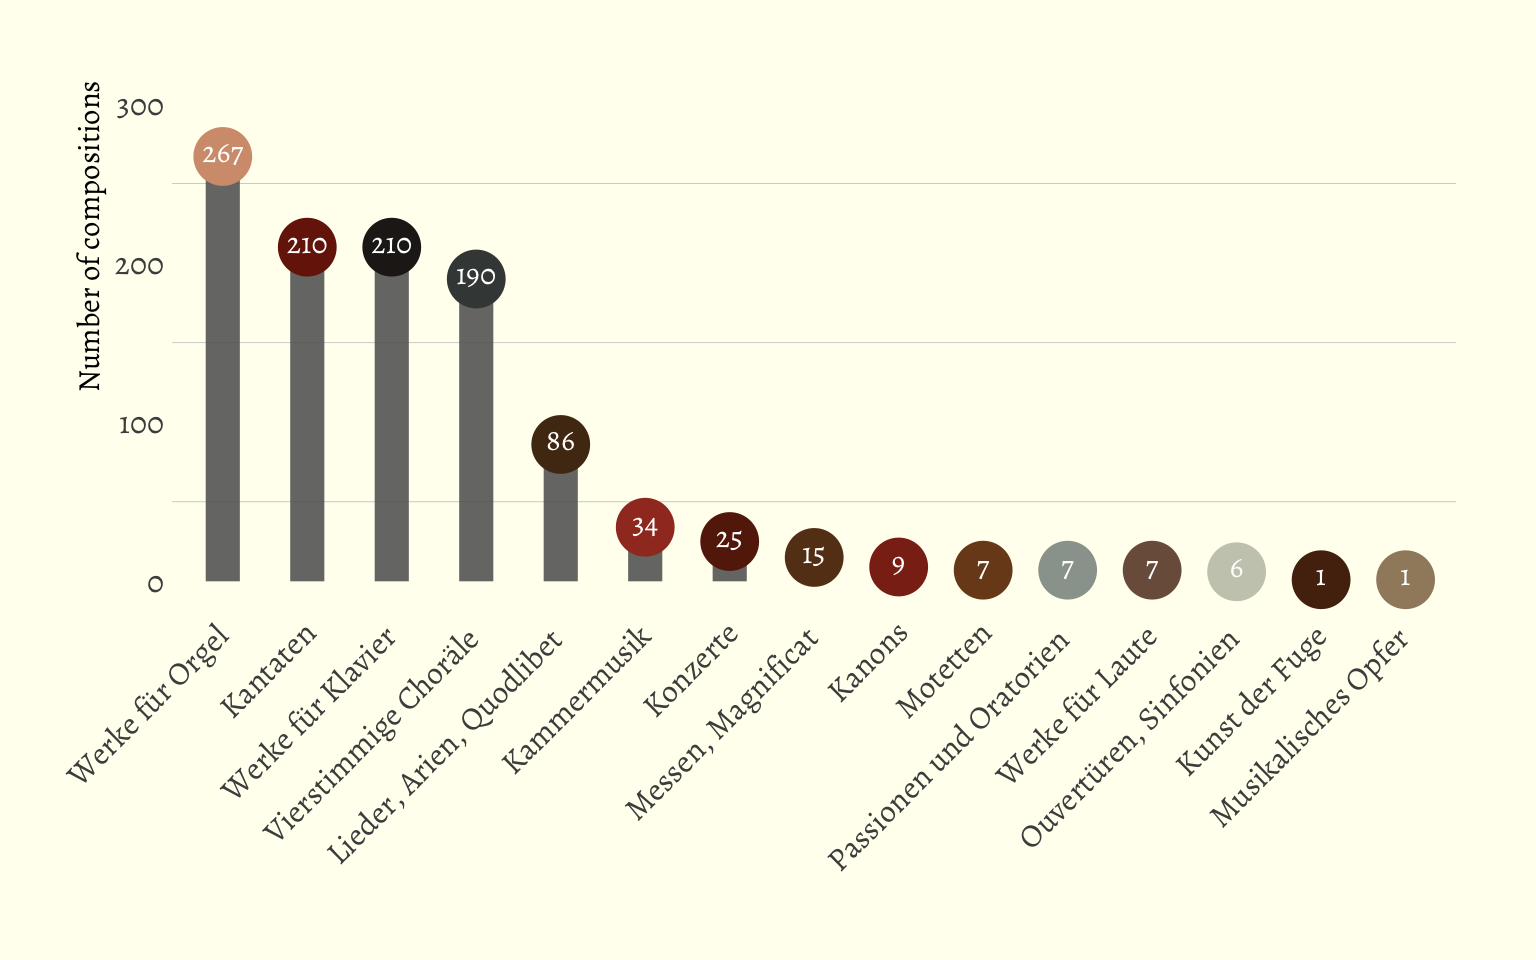 Number of compositions
300
200
100
0
267
210
210
190
86
34
25
15
9
7
7
7
6
1
1
Werke für Orgel
Kantaten
Werke für Klavier
Vierstimmige Choräle
Lieder, Arien, Quodlibet
Kammermusik
Konzerte
Messen, Magnificat
Kanons
Motetten
Passionen und Oratorien
Werke für Laute
Ouvertüren, Sinfonien
Kunst der Fuge
Musikalisches Opfer